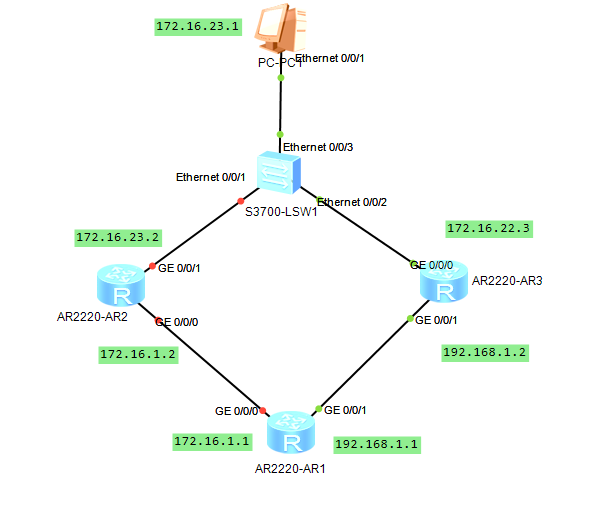 172.16.23.1
PC-PC1
Ethernet 0/0/1
Ethernet 0/0/3
Ethernet 0/0/1
Ethernet 0/0/2
S3700-LSW1
172.16.23.2
172.16.22.3
GE 0/0/1
GE 0/0/0
R
AR2220-AR2
R
AR2220-AR3
GE 0/0/0
GE 0/0/1
172.16.1.2
192.168.1.2
GE 0/0/0
GE 0/0/1
172.16.1.1
R
192.168.1.1
AR2220-AR1